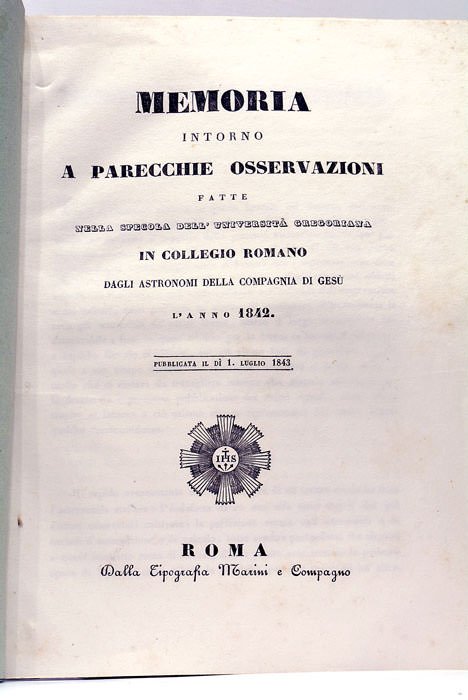 MEMORIA
INTORNO
A PARECCHIE OSSERVAZIONI
FATTE
NELLA SPECOLA DELL' UNIVERSITÀ GREGORIANA
IN COLLEGIO ROMANO
DAGLI ASTRONOMI DELLA COMPAGNIA DI GESÙ
L'ANNO 1842.
PUBBLICATA IL DÌ 1. LUGLIO 1843
IHS
ROMA
Dalla Tipografia Marini e Compagno